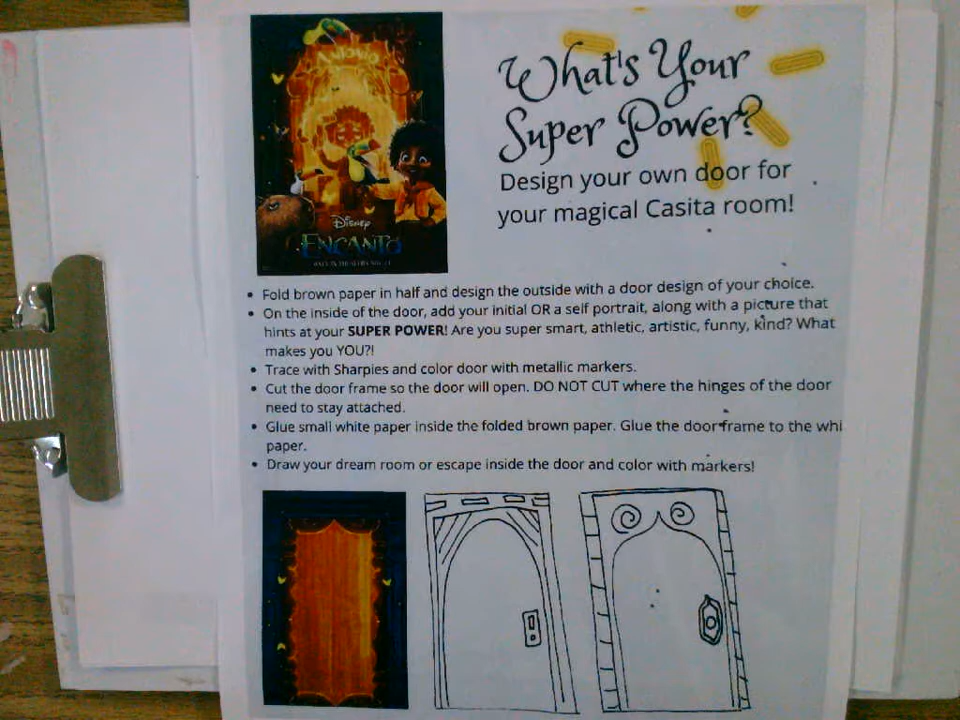 What's Your
Super Power?
Design your own door for
your magical Casita room!
Disney
ENCANTO
• Fold brown paper in half and design the outside with a door design of your choice.
• On the inside of the door, add your initial OR a self portrait, along with a picture that
hints at your SUPER POWER! Are you super smart, athletic, artistic, funny, kind? What
makes you YOU?!
• Trace with Sharpies and color door with metallic markers.
• Cut the door frame so the door will open. DO NOT CUT where the hinges of the door
need to stay attached.
• Glue small white paper inside the folded brown paper. Glue the door frame to the whi
paper.
• Draw your dream room or escape inside the door and color with markers!